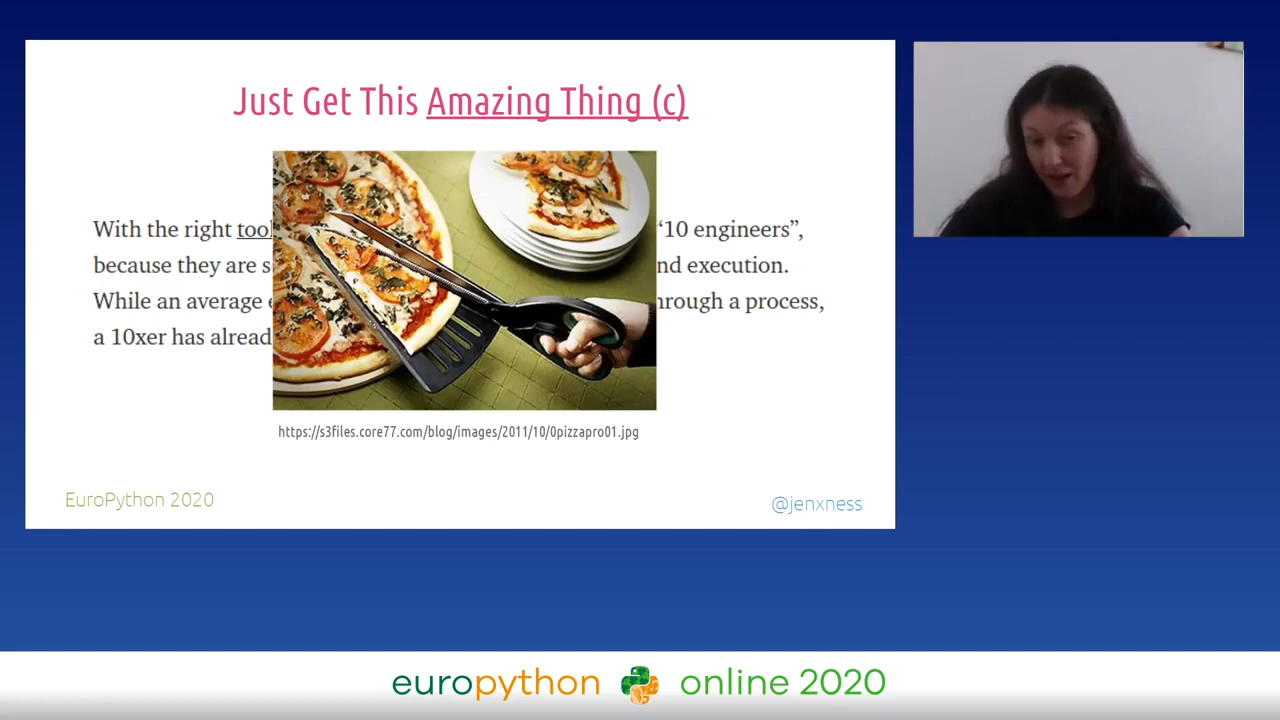 Just Get This Amazing Thing (c)
With the right 10 engineers”,
because they are nd execution.
While an average hrough a process,
a 10xer has alread
https://s3files.core77.com/blog/images/2011/10/0pizzapro01.jpg
EuroPython 2020
@jenxness
europython online 2020